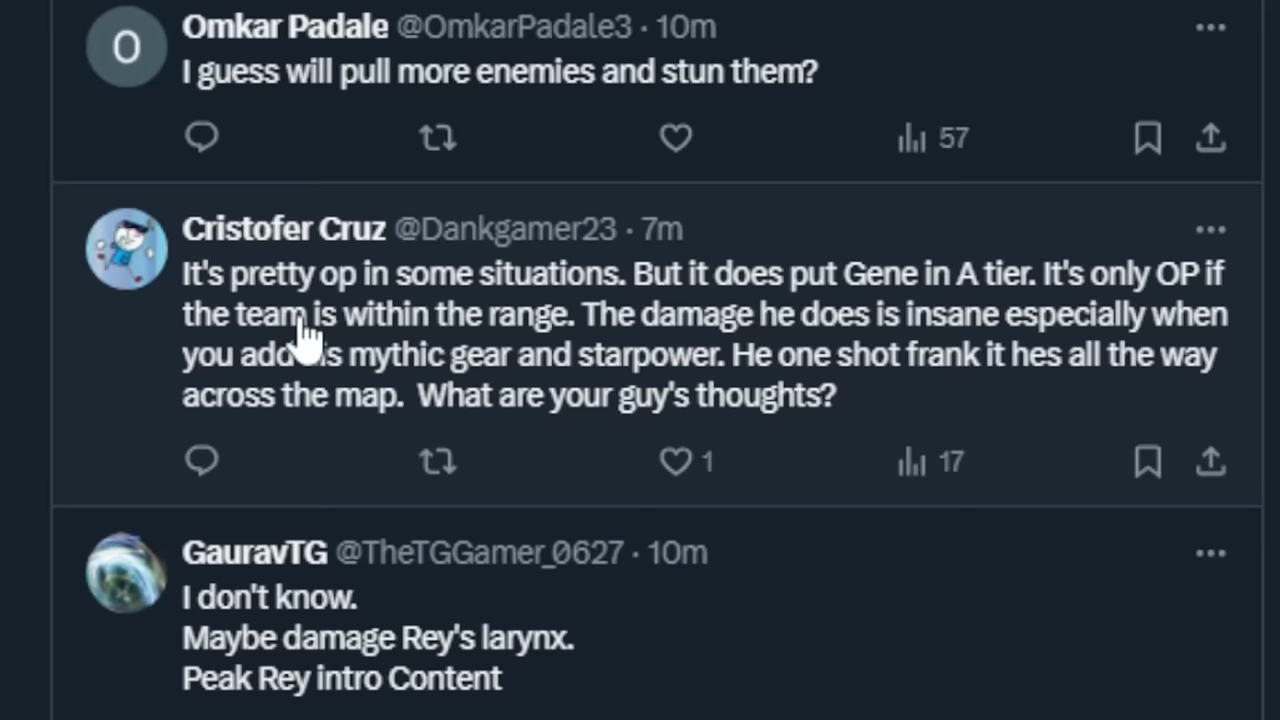 O
Omkar Padale @OmkarPadale3 · 10m
I guess will pull more enemies and stun them?
57
Cristofer Cruz @Dankgamer23 · 7m
It's pretty op in some situations. But it does put Gene in A tier. It's only OP if
the team is within the range. The damage he does is insane especially when
you add s mythic gear and starpower. He one shot frank it hes all the way
across the map. What are your guy's thoughts?
1 17
GauravTG @TheTGGamer_0627 · 10m
I don't know.
Maybe damage Rey's larynx.
Peak Rey intro Content